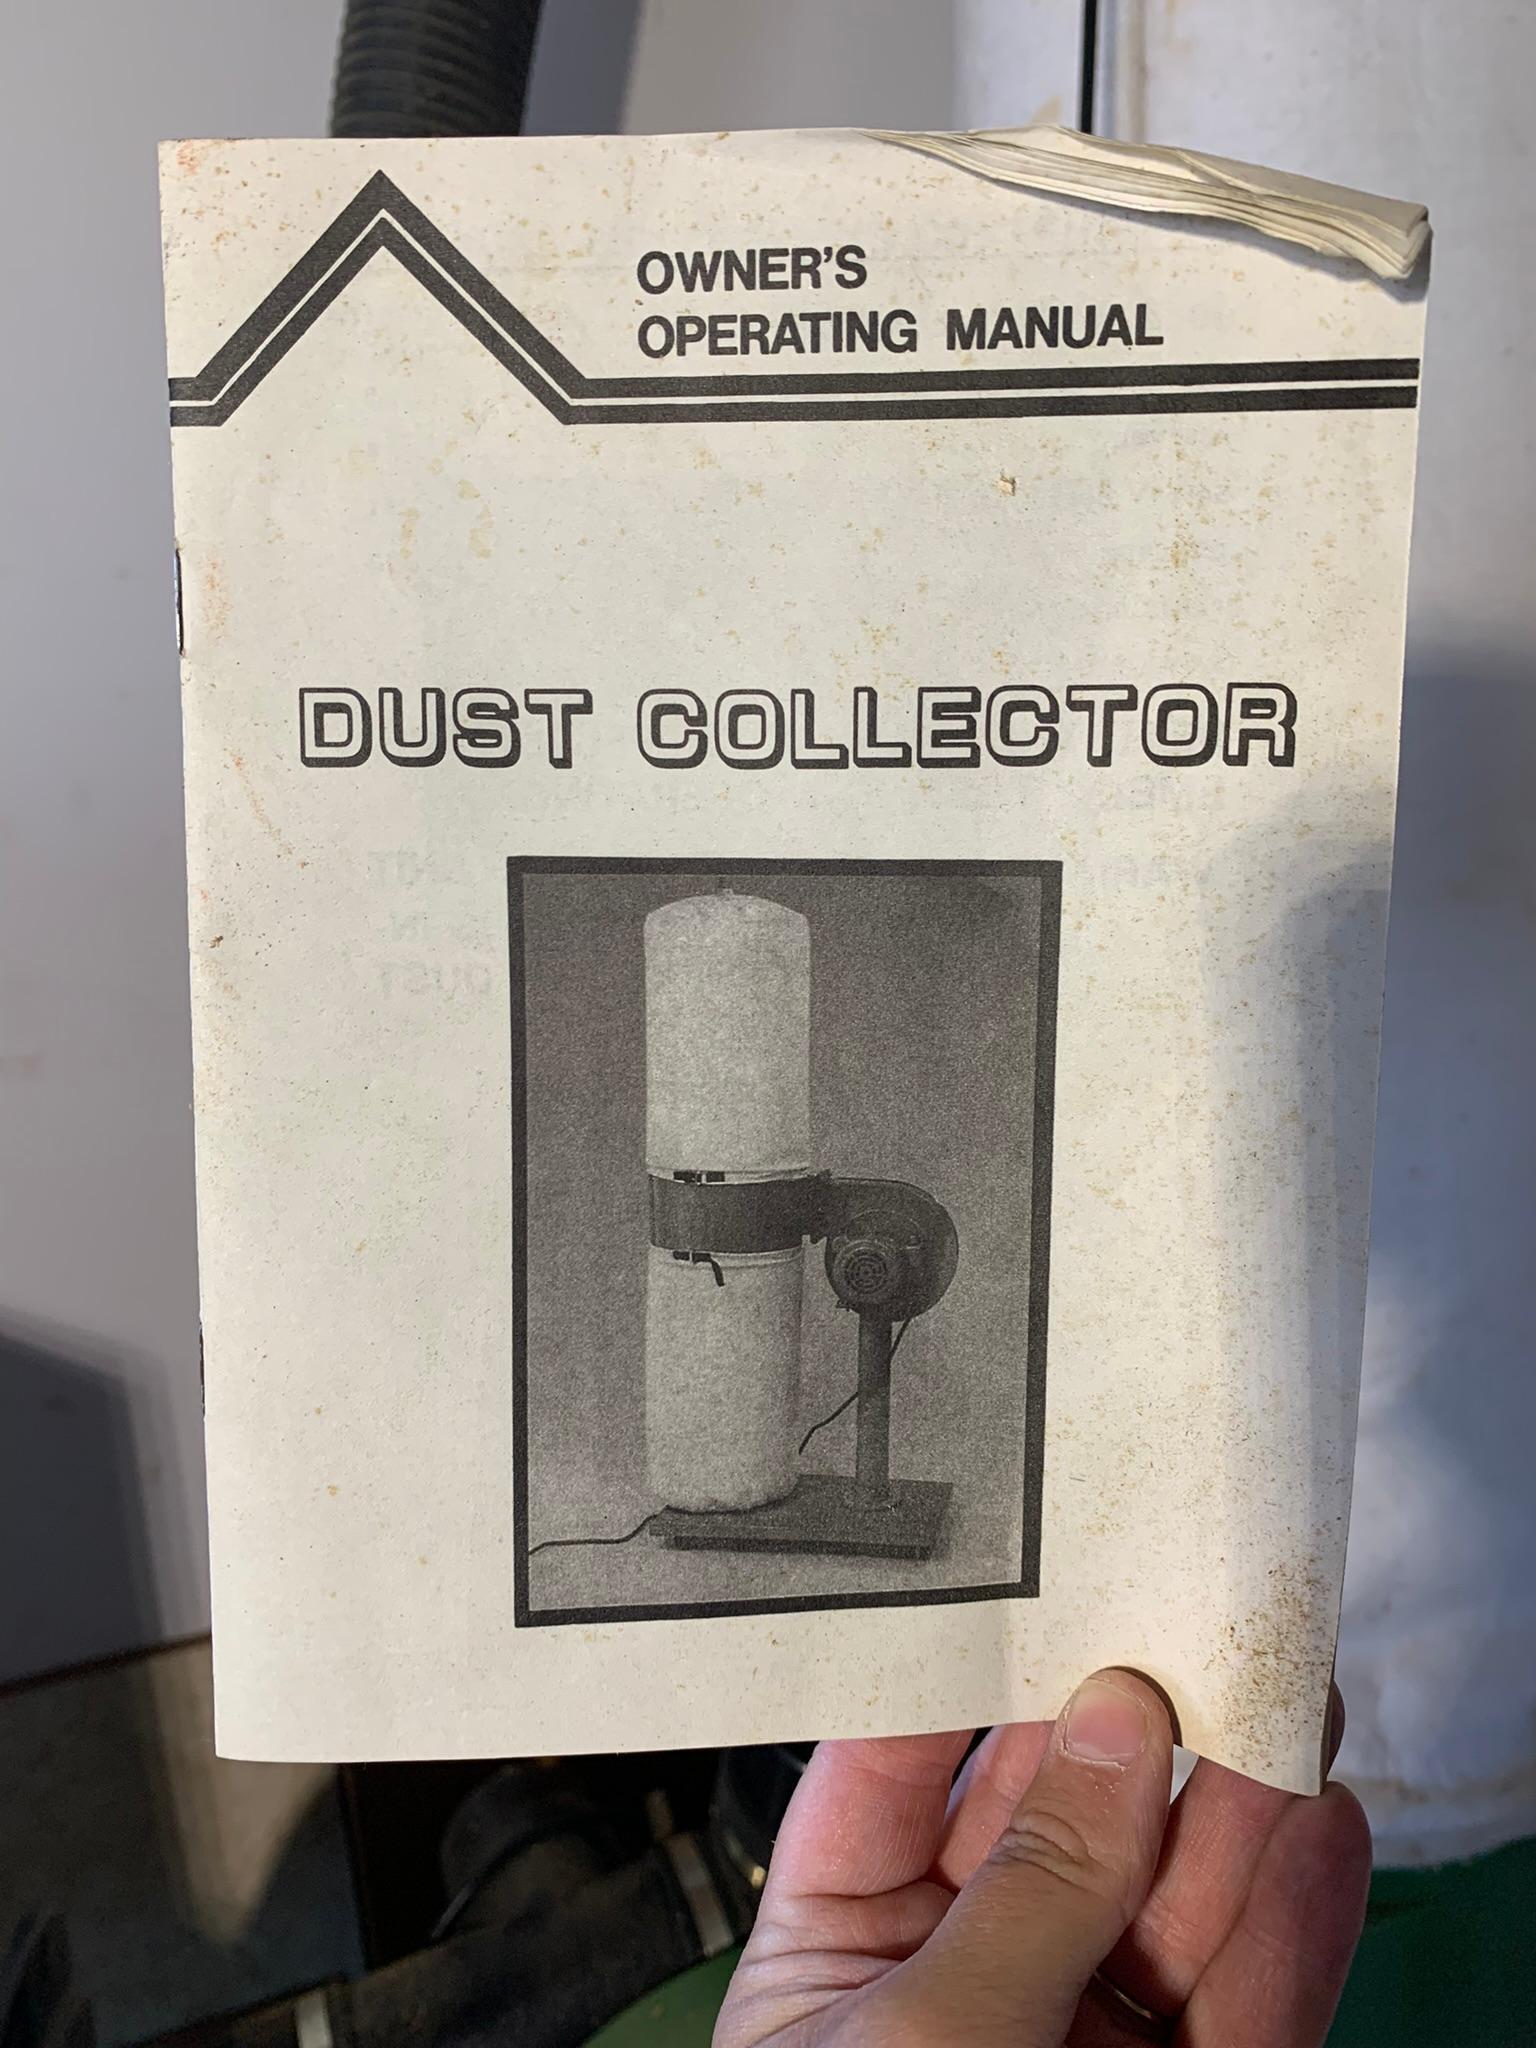 OWNER'S
OPERATING MANUAL
DUST COLLECTOR